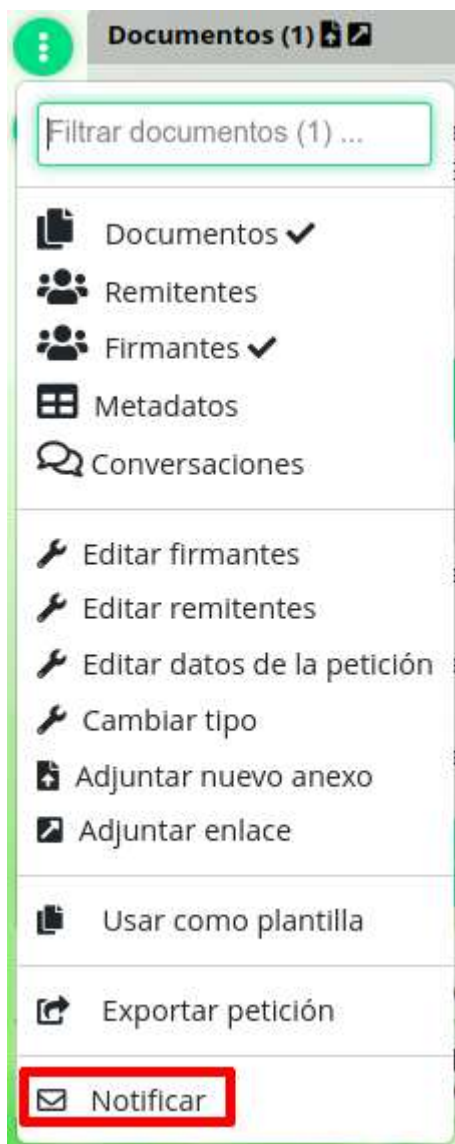 Documentos (1)
Filtrar documentos (1) ...
Documentos
Remitentes
Firmantes
Metadatos
Conversaciones
Editar firmantes
Editar remitentes
Editar datos de la petición
Cambiar tipo
Adjuntar nuevo anexo
Adjuntar enlace
Usar como plantilla
Exportar petición
Notificar